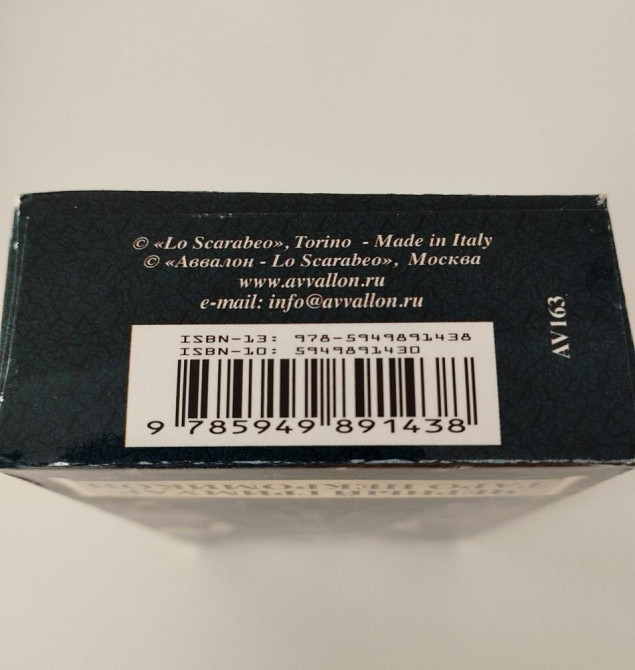 © «Lo Scarabeo», Torino - Made in Italy
© «Аввалон - Lo Scarabeo», Москва
www.avvallon.ru
e-mail: info@avvallon.ru
AV163
ISBN-13: 978-5949891438
ISBN-10: 5949891430
9 785949 891438